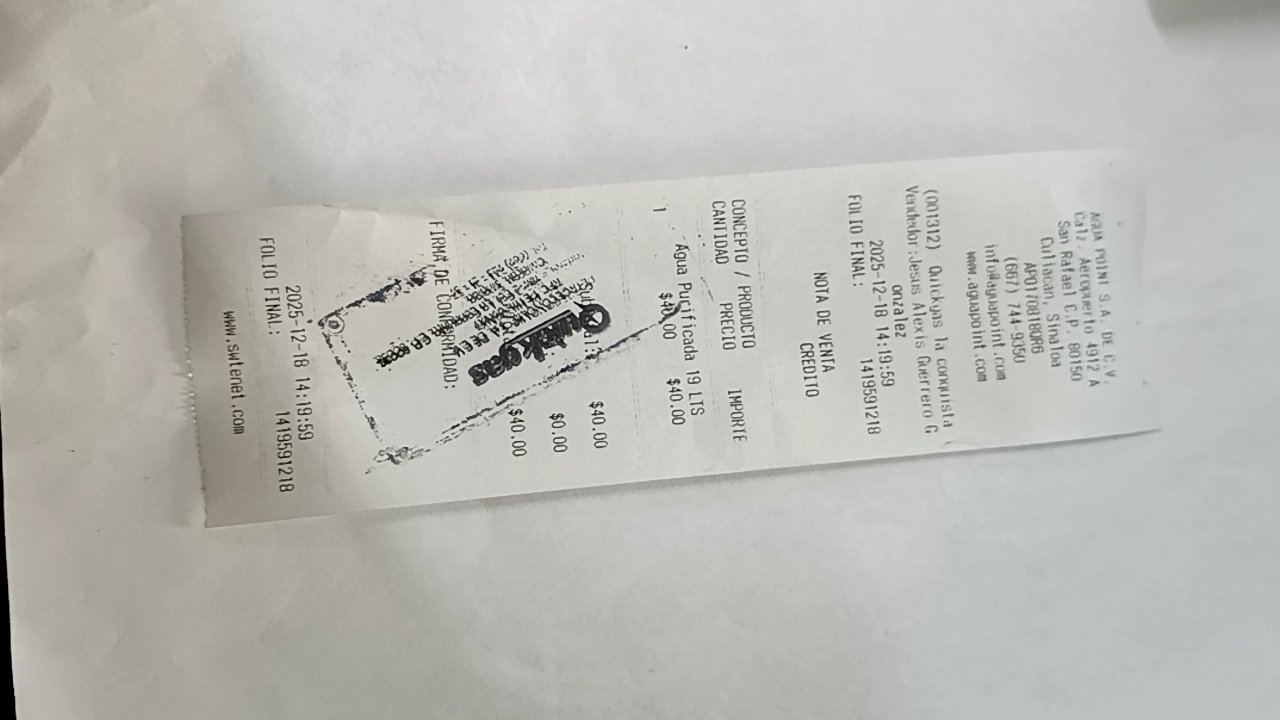 AGUA POINT S.A. DE C.V.
Calz. Aeropuerto 4912 A
San Rafael C.P. 80150
Culiacan, Sinaloa
APO170818QR6
(667) 744-9350
info@aguapoint.com
www.aguapoint.com
(001312) Quickgas la conquista
Vendedor:Jesus Alexis Guerrero G
onzalez
2025-12-18 14:19:59
FOLIO FINAL: 1419591218
NOTA DE VENTA
CREDITO
CONCEPTO / PRODUCTO
CANTIDAD PRECIO IMPORTE
1 Agua Purificada 19 LTS
$40.00 $40.00
$40.00
$0.00
$40.00
Quickgas
FIRMA DE CONFORMIDAD:
2025-12-18 14:19:59
FOLIO FINAL: 1419591218
www.swltenet.com